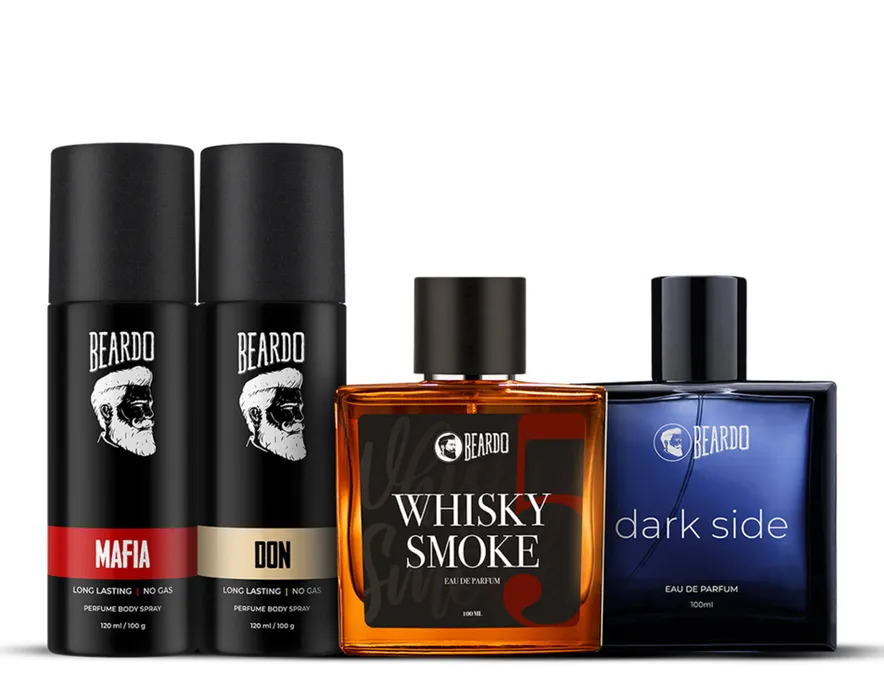 BEARDO
MAFIA
LONG LASTING | NO GAS
PERFUME BODY SPRAY
120 ml / 100 g
BEARDO
DON
LONG LASTING | NO GAS
PERFUME BODY SPRAY
120 ml / 100 g
BEARDO
5
WHISKY
SMOKE
EAU DE PARFUM
100 ML
BEARDO
dark side
EAU DE PARFUM
100ml